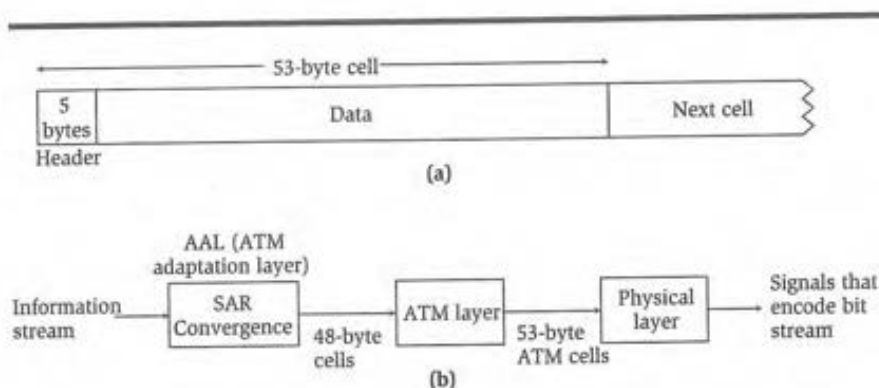 53-byte cell
5
bytes
Data
Next cell
Header
(a)
AAL (ATM
adaptation layer)
Information
stream
SAR
Convergence
48-byte
cells
ATM layer
53-byte
ATM cells
Physical
layer
Signals that
encode bit
stream
(b)